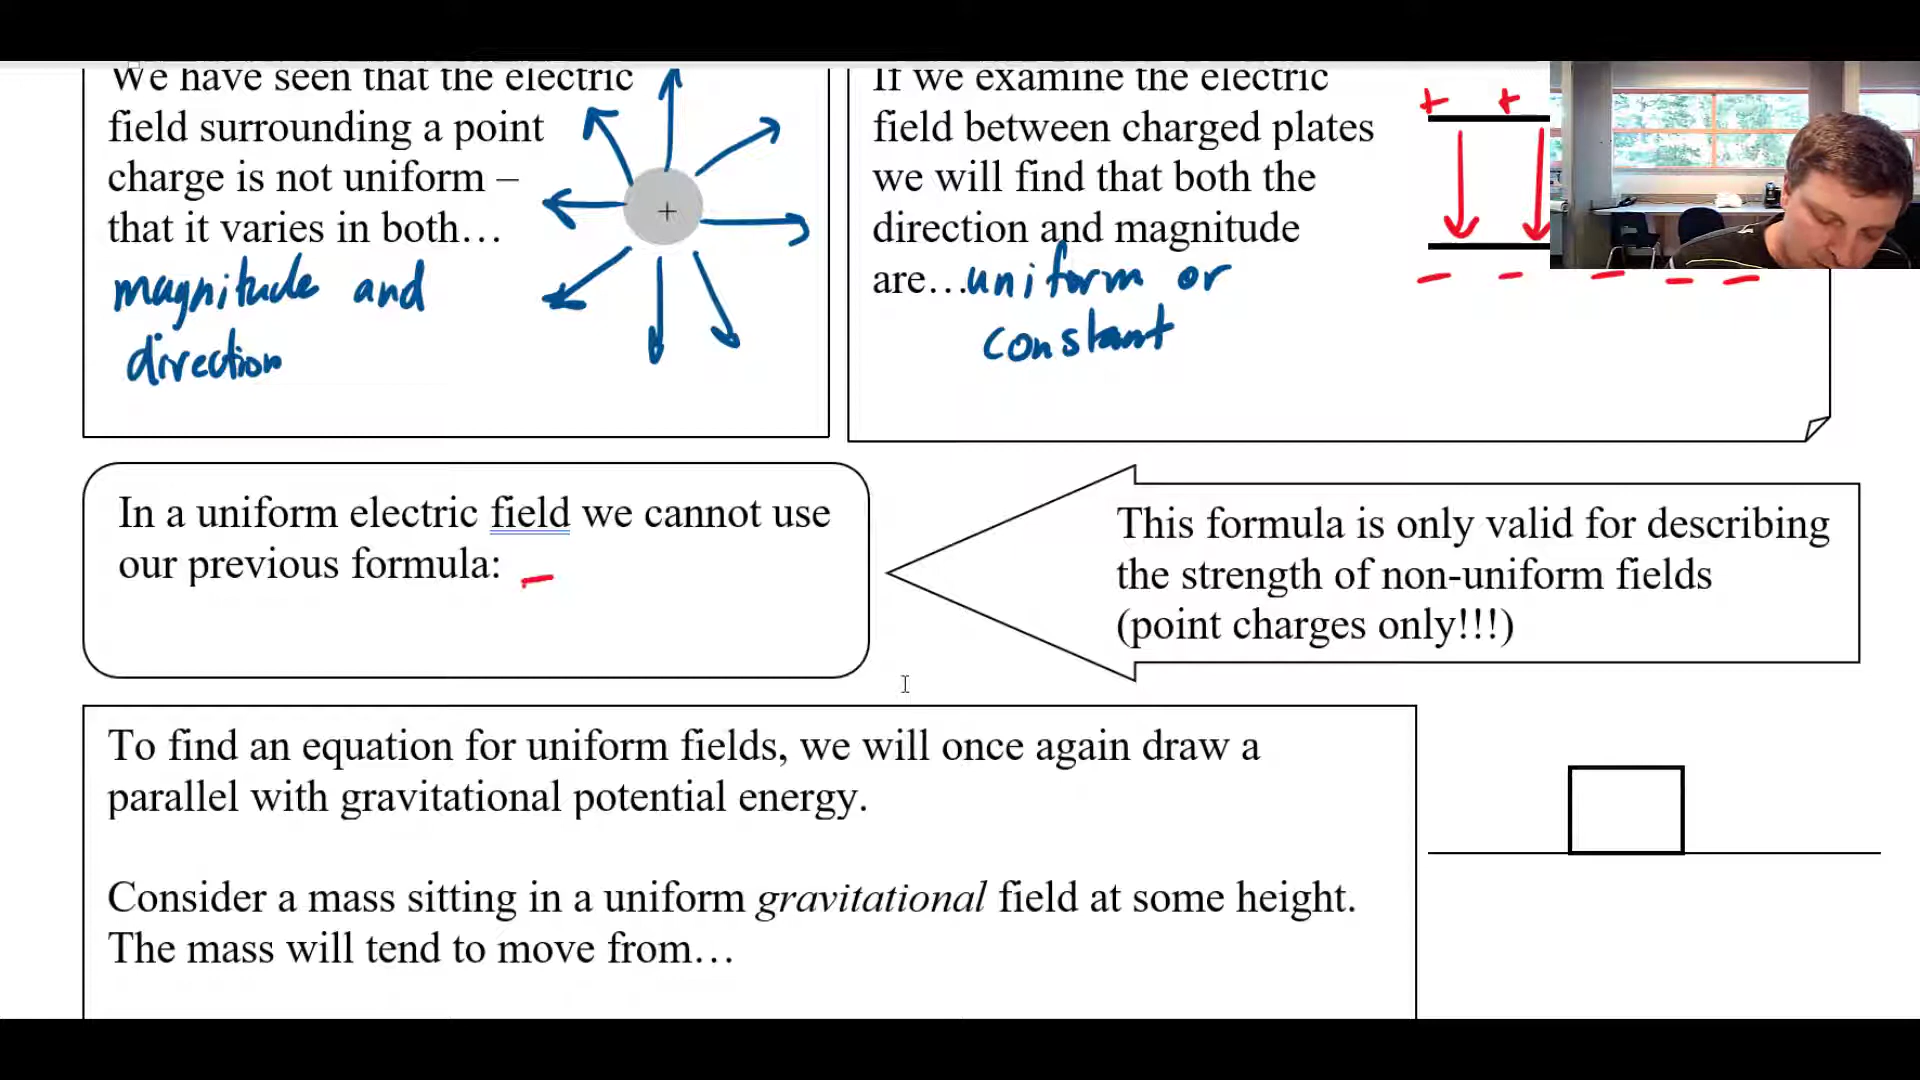 We have seen that the electric
field surrounding a point
charge is not uniform –
that it varies in both…
magnitude and
direction
+
If we examine the electric
field between charged plates
we will find that both the
direction and magnitude
are…uniform or
constant
+ +
– – – – –
In a uniform electric field we cannot use
our previous formula:
This formula is only valid for describing
the strength of non-uniform fields
(point charges only!!!)
To find an equation for uniform fields, we will once again draw a
parallel with gravitational potential energy.
Consider a mass sitting in a uniform gravitational field at some height.
The mass will tend to move from…